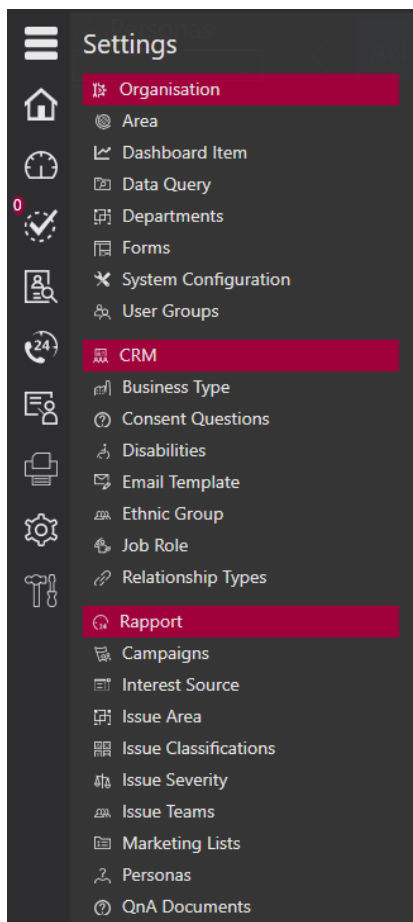 Settings
Organisation
Area
Dashboard Item
Data Query
Departments
Forms
System Configuration
User Groups
CRM
Business Type
Consent Questions
Disabilities
Email Template
Ethnic Group
Job Role
Relationship Types
Rapport
Campaigns
Interest Source
Issue Area
Issue Classifications
Issue Severity
Issue Teams
Marketing Lists
Personas
QnA Documents
0
24